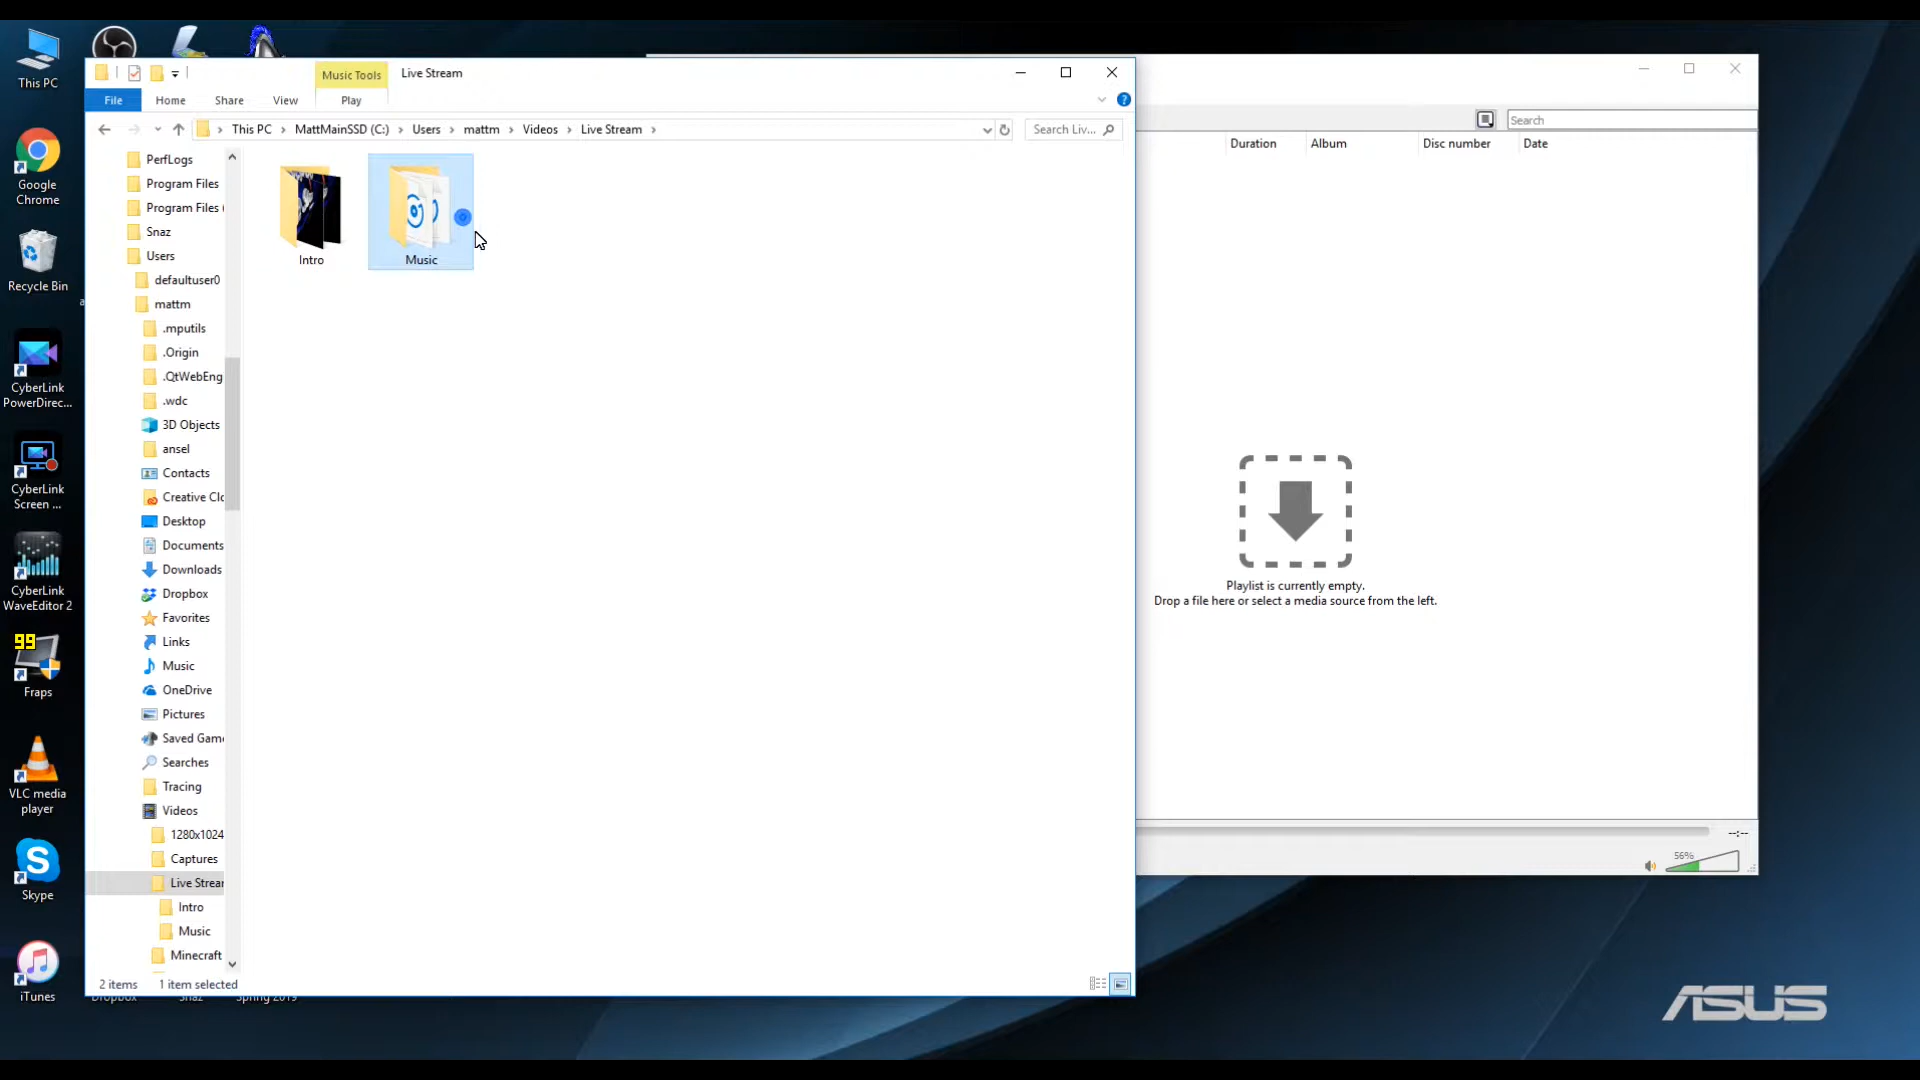 This PC
Google
Chrome
Recycle Bin
CyberLink
PowerDirec...
CyberLink
Screen ...
CyberLink
WaveEditor 2
99
Fraps
VLC media
player
Skype
iTunes
Music Tools
Live Stream
File
Home
Share
View
Play
This PC
MattMainSSD (C:)
Users
mattm
Videos
Live Stream
Search Liv...
PerfLogs
Program Files
Program Files (
Snaz
Users
defaultuser0
mattm
.mputils
.Origin
.QtWebEng
.wdc
3D Objects
ansel
Contacts
Creative Clo
Desktop
Documents
Downloads
Dropbox
Favorites
Links
Music
OneDrive
Pictures
Saved Game
Searches
Tracing
Videos
1280x1024
Captures
Live Strear
Intro
Music
Minecraft
Intro
Music
2 items
1 item selected
Dropbox
Snaz
Spring 2019
Search
Duration
Album
Disc number
Date
Playlist is currently empty.
Drop a file here or select a media source from the left.
--:--
56%
ASUS